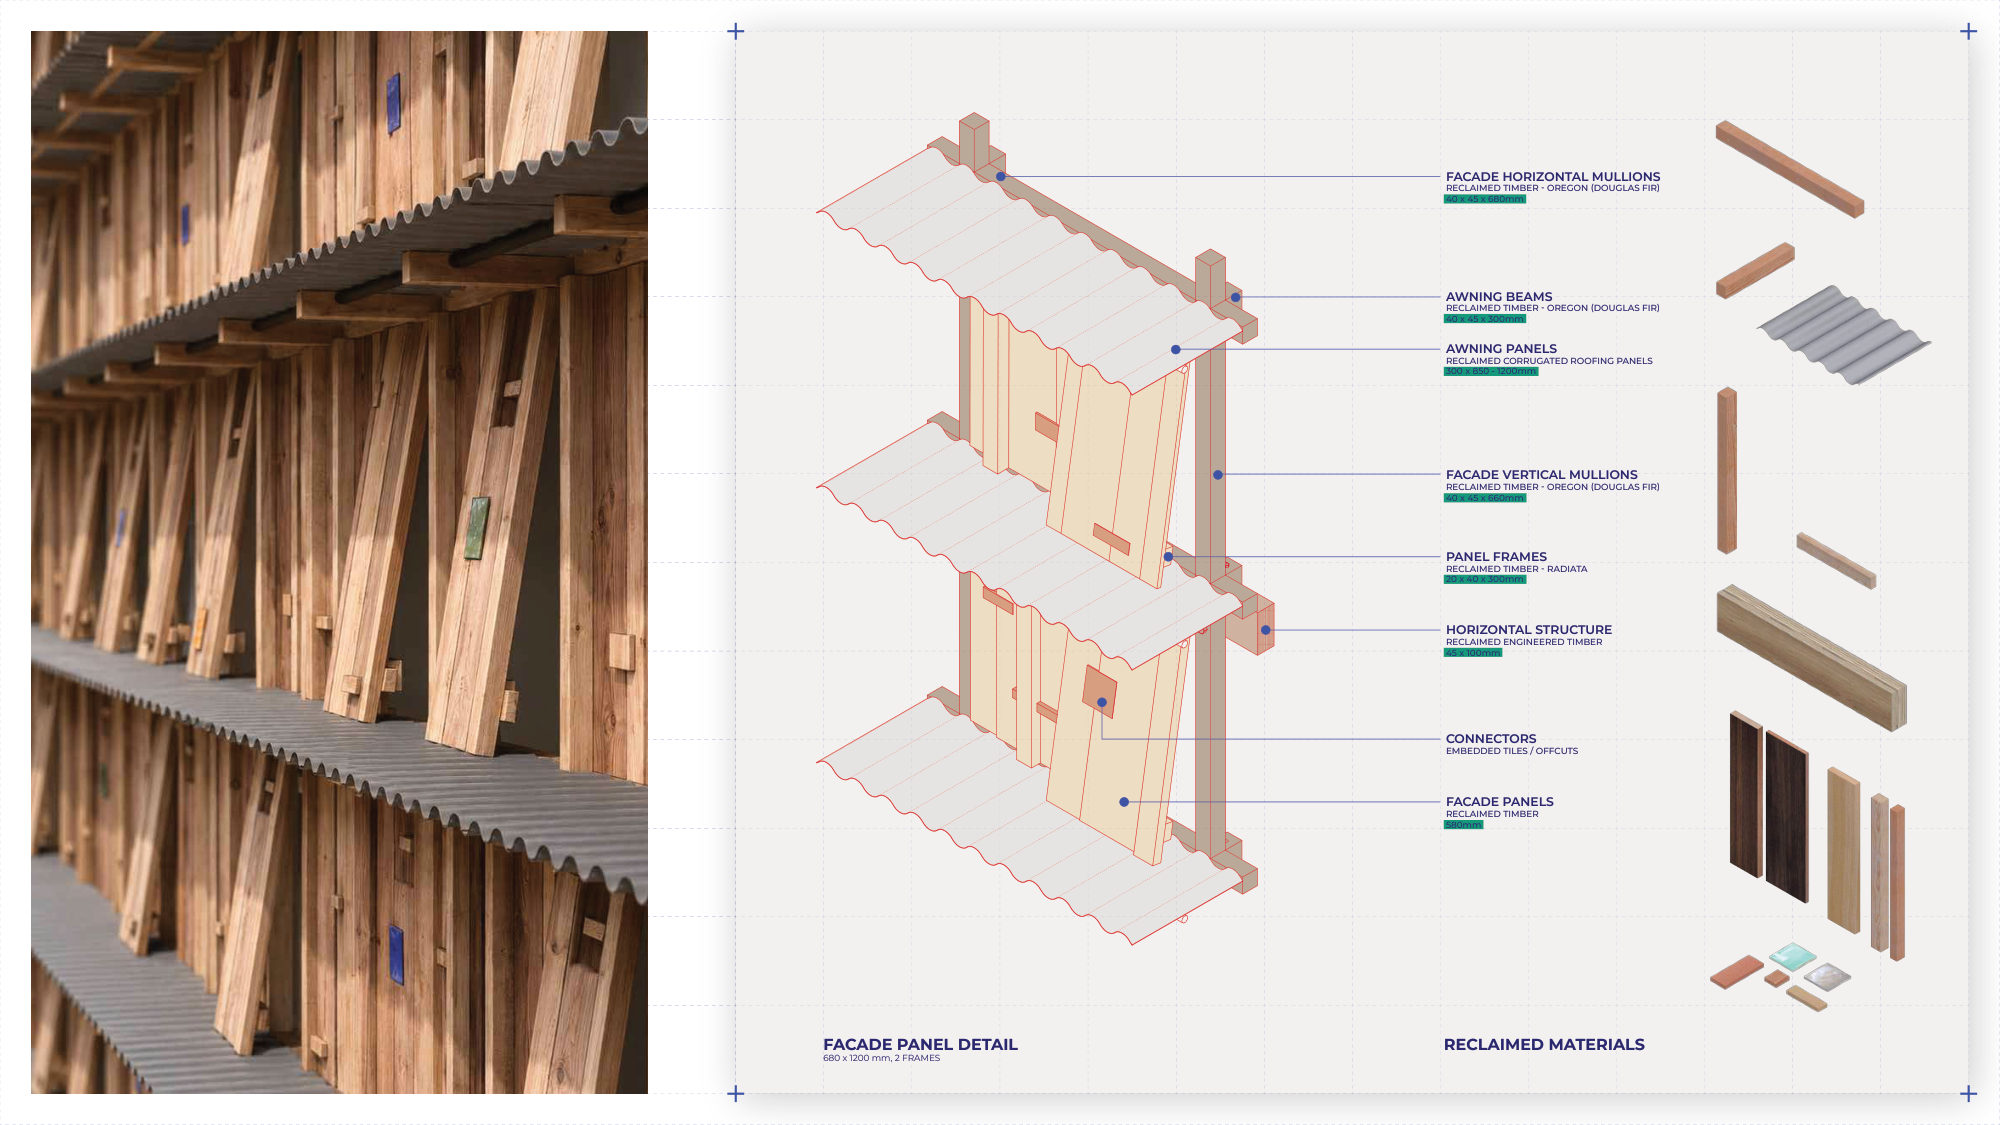 FACADE HORIZONTAL MULLIONS
RECLAIMED TIMBER - OREGON (DOUGLAS FIR)
40 x 45 x 680mm
AWNING BEAMS
RECLAIMED TIMBER - OREGON (DOUGLAS FIR)
40 x 45 x 300mm
AWNING PANELS
RECLAIMED CORRUGATED ROOFING PANELS
300 x 850 - 1200mm
FACADE VERTICAL MULLIONS
RECLAIMED TIMBER - OREGON (DOUGLAS FIR)
40 x 45 x 660mm
PANEL FRAMES
RECLAIMED TIMBER - RADIATA
20 x 40 x 300mm
HORIZONTAL STRUCTURE
RECLAIMED ENGINEERED TIMBER
45 x 100mm
CONNECTORS
EMBEDDED TILES / OFFCUTS
FACADE PANELS
RECLAIMED TIMBER
580mm
FACADE PANEL DETAIL
680 x 1200 mm, 2 FRAMES
RECLAIMED MATERIALS